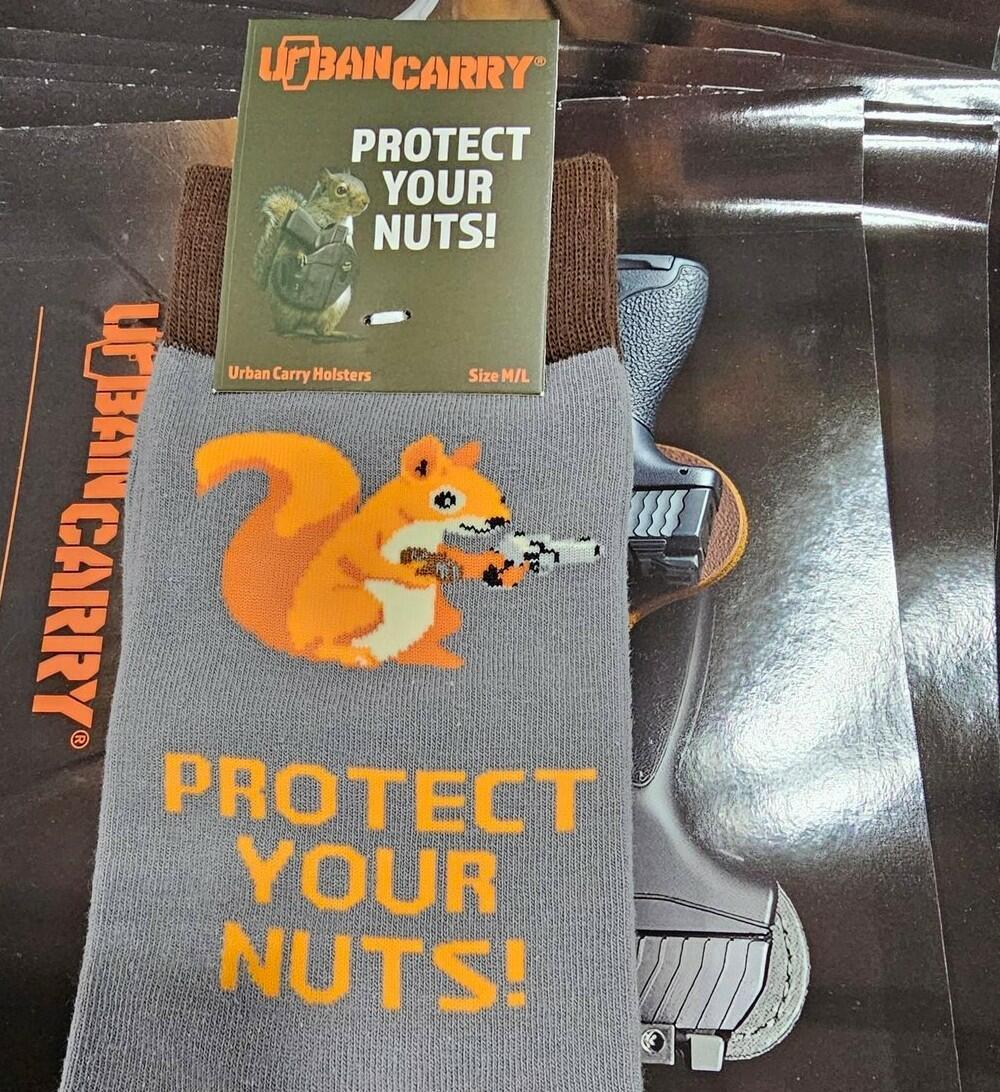 URBANCARRY®
PROTECT
YOUR
NUTS!
Urban Carry Holsters
Size M/L
URBANCARRY®
PROTECT
YOUR
NUTS!